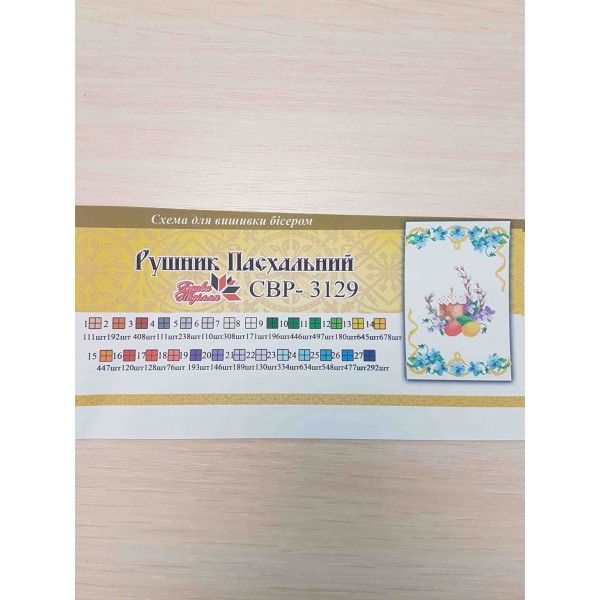 Схема для вишивки бісером
Рушник Пасхальний
Барви Поділля
СВР- 3129
1 2 3 4 5 6 7 8 9 10 11 12 13 14
111шт192шт 408шт111шт238шт110шт308шт171шт196шт446шт497шт180шт645шт678шт
15 16 17 18 19 20 21 22 23 24 25 26 27
447шт120шт128шт76шт 193шт146шт189шт130шт334шт634шт548шт477шт292шт